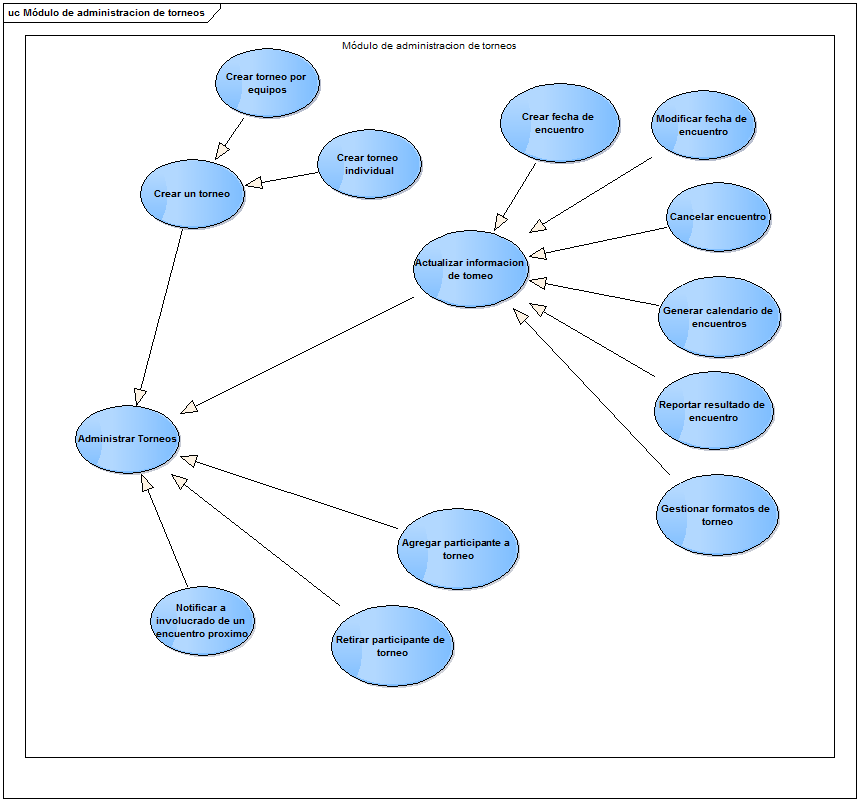 uc Módulo de administracion de torneos
Módulo de administracion de torneos
Crear torneo por
equipos
Crear torneo
individual
Crear un torneo
Crear fecha de
encuentro
Modificar fecha de
encuentro
Cancelar encuentro
Actualizar informacion
de torneo
Generar calendario de
encuentros
Reportar resultado de
encuentro
Gestionar formatos de
torneo
Administrar Torneos
Agregar participante a
torneo
Notificar a
involucrado de un
encuentro proximo
Retirar participante de
torneo